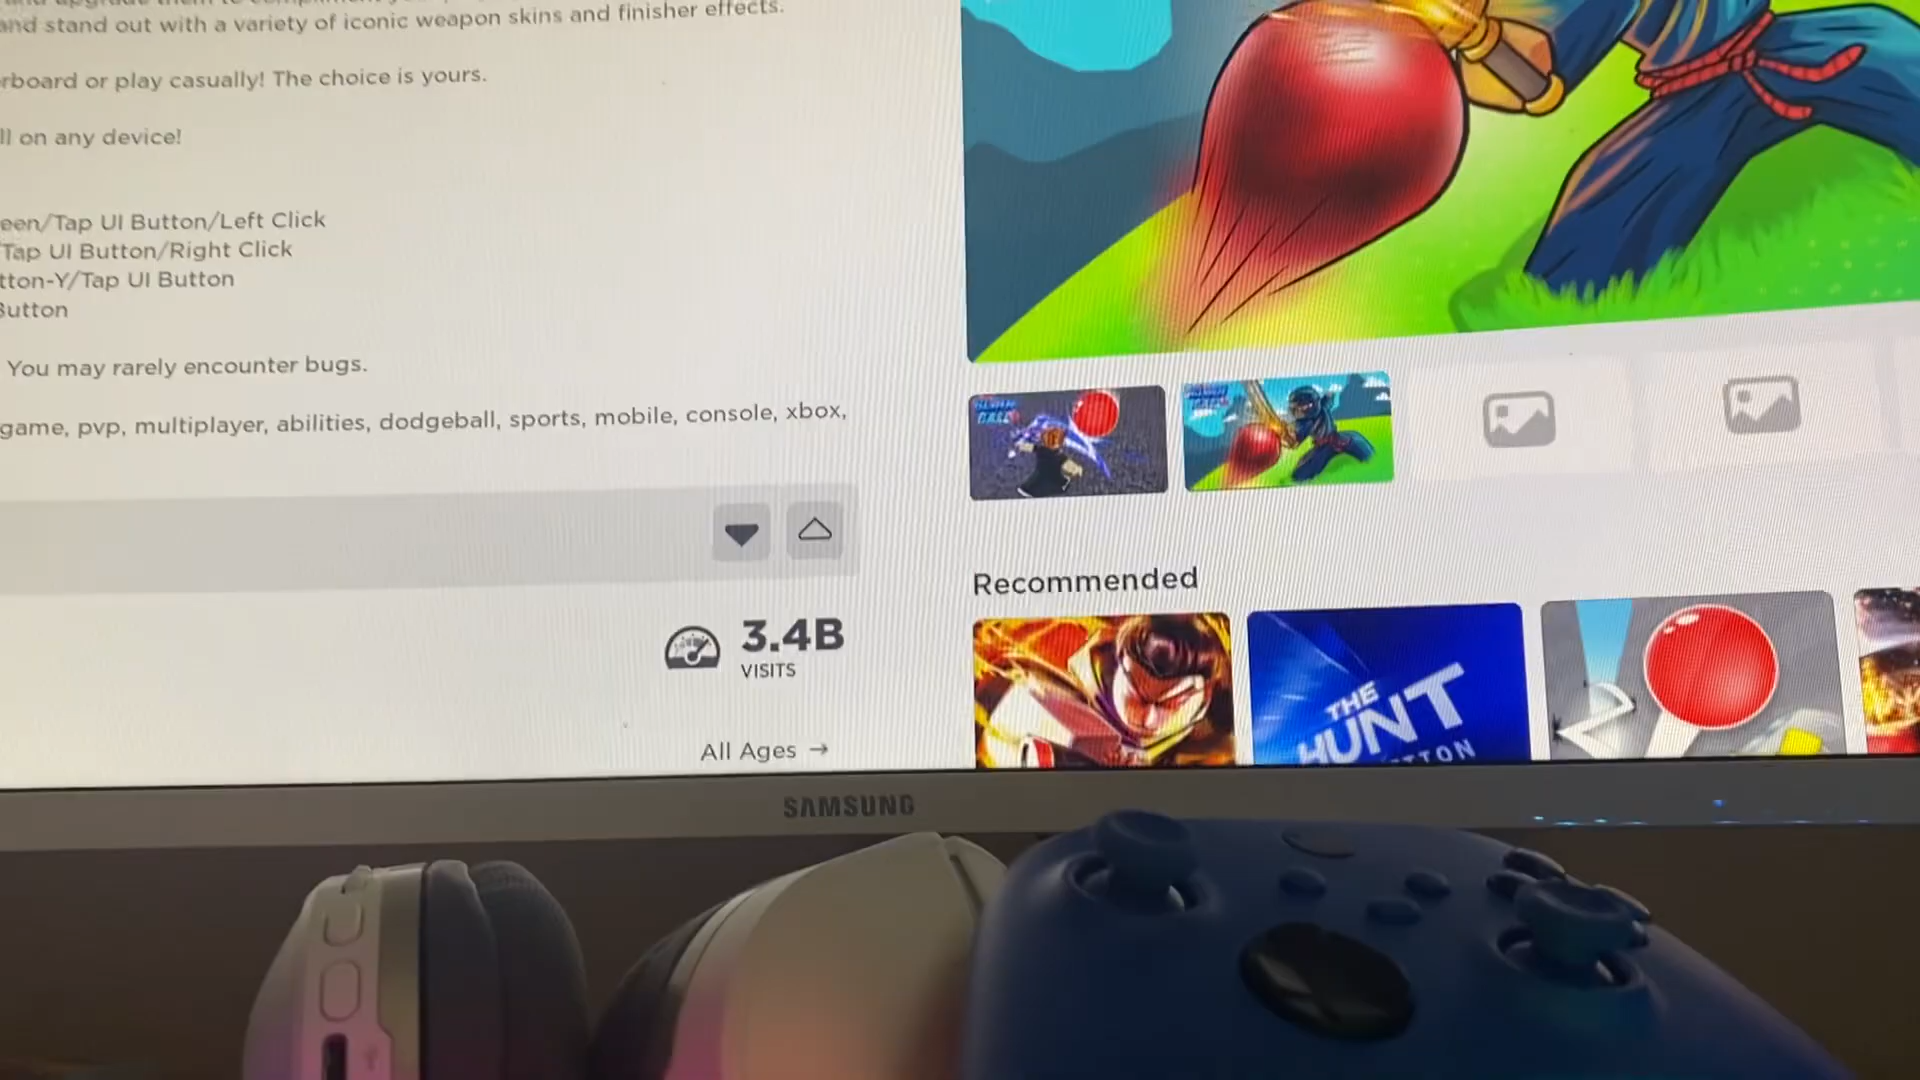 and stand out with a variety of iconic weapon skins and finisher effects.
rboard or play casually! The choice is yours.
ll on any device!
een/Tap UI Button/Left Click
Tap UI Button/Right Click
tton-Y/Tap UI Button
Button
You may rarely encounter bugs.
game, pvp, multiplayer, abilities, dodgeball, sports, mobile, console, xbox,
3.4B
VISITS
All Ages →
Recommended
THE
HUNT
SAMSUNG